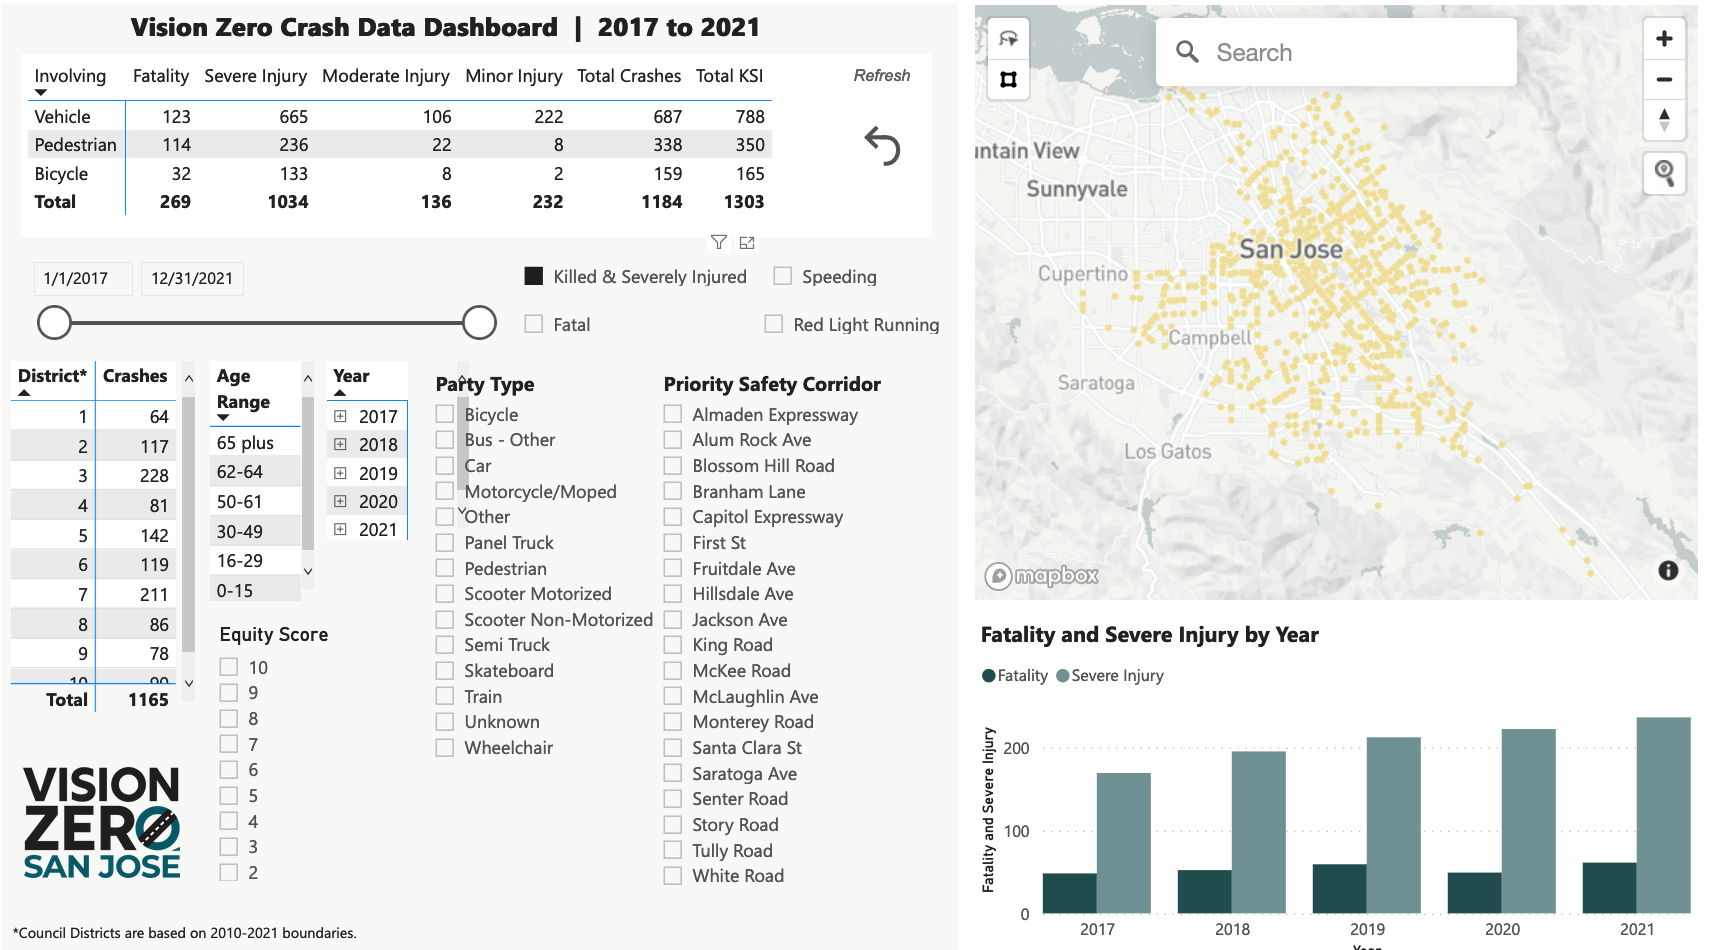 Vision Zero Crash Data Dashboard | 2017 to 2021
Involving Fatality Severe Injury Moderate Injury Minor Injury Total Crashes Total KSI
Vehicle 123 665 106 222 687 788
Pedestrian 114 236 22 8 338 350
Bicycle 32 133 8 2 159 165
Total 269 1034 136 232 1184 1303
Refresh
1/1/2017 12/31/2021
Killed & Severely Injured Speeding
Fatal Red Light Running
District* Crashes
1 64
2 117
3 228
4 81
5 142
6 119
7 211
8 86
9 78
Total 1165
Age
Range
65 plus
62-64
50-61
30-49
16-29
0-15
Year
2017
2018
2019
2020
2021
Equity Score
10
9
8
7
6
5
4
3
2
Party Type
Bicycle
Bus - Other
Car
Motorcycle/Moped
Other
Panel Truck
Pedestrian
Scooter Motorized
Scooter Non-Motorized
Semi Truck
Skateboard
Train
Unknown
Wheelchair
Priority Safety Corridor
Almaden Expressway
Alum Rock Ave
Blossom Hill Road
Branham Lane
Capitol Expressway
First St
Fruitdale Ave
Hillsdale Ave
Jackson Ave
King Road
McKee Road
McLaughlin Ave
Monterey Road
Santa Clara St
Saratoga Ave
Senter Road
Story Road
Tully Road
White Road
VISION
ZERO
SAN JOSE
*Council Districts are based on 2010-2021 boundaries.
Search
untain View
Sunnyvale
San Jose
Cupertino
Campbell
Saratoga
Los Gatos
mapbox
Fatality and Severe Injury by Year
Fatality Severe Injury
Fatality and Severe Injury
200
100
0
2017 2018 2019 2020 2021